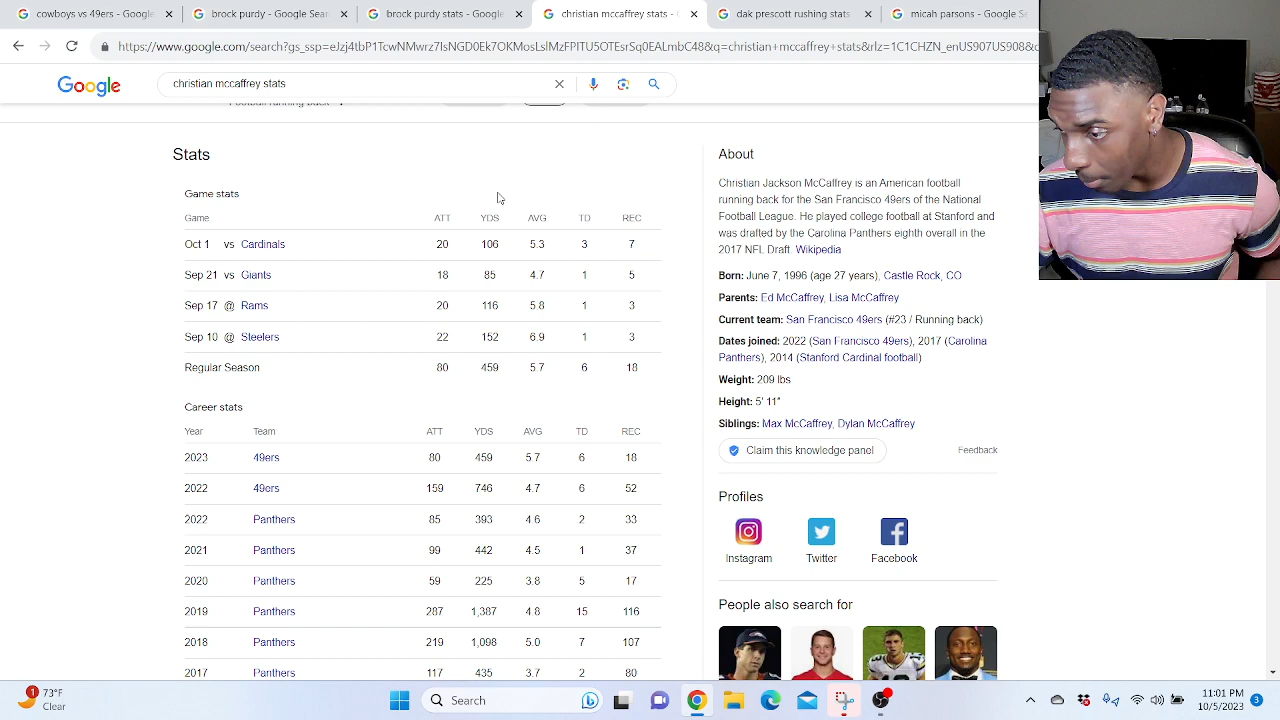 cowboys vs 49ers - Google Se
brock purdy - Google Sear
brock purdy stats - Google
christian mccaffrey stats - G
dak prescott rushing stats
micah parsons - Google Se
christian mccaffrey stats
Google
Football running back
Stats
Game stats
Game ATT YDS AVG TD REC
Oct 1 vs Cardinals 20 106 5.3 3 7
Sep 21 vs Giants 18 85 4.7 1 5
Sep 17 @ Rams 20 116 5.8 1 3
Sep 10 @ Steelers 22 152 6.9 1 3
Regular Season 80 459 5.7 6 18
Career stats
Year Team ATT YDS AVG TD REC
2023 49ers 80 459 5.7 6 18
2022 49ers 159 746 4.7 6 52
2022 Panthers 85 393 4.6 2 33
2021 Panthers 99 442 4.5 1 37
2020 Panthers 59 225 3.8 5 17
2019 Panthers 287 1,387 4.8 15 116
2018 Panthers 219 1,098 5.0 7 107
2017 Panthers 117 435 3.7 2 80
About
Christian Jackson McCaffrey is an American football
running back for the San Francisco 49ers of the National
Football League. He played college football at Stanford and
was drafted by the Carolina Panthers eighth overall in the
2017 NFL Draft. Wikipedia
Born: June 7, 1996 (age 27 years), Castle Rock, CO
Parents: Ed McCaffrey, Lisa McCaffrey
Current team: San Francisco 49ers (#23 / Running back)
Dates joined: 2022 (San Francisco 49ers), 2017 (Carolina
Panthers), 2014 (Stanford Cardinal football)
Weight: 209 lbs
Height: 5' 11"
Siblings: Max McCaffrey, Dylan McCaffrey
Claim this knowledge panel
Feedback
Profiles
Instagram Twitter Facebook
People also search for
1
73°F
Clear
Search
11:01 PM
10/5/2023
3